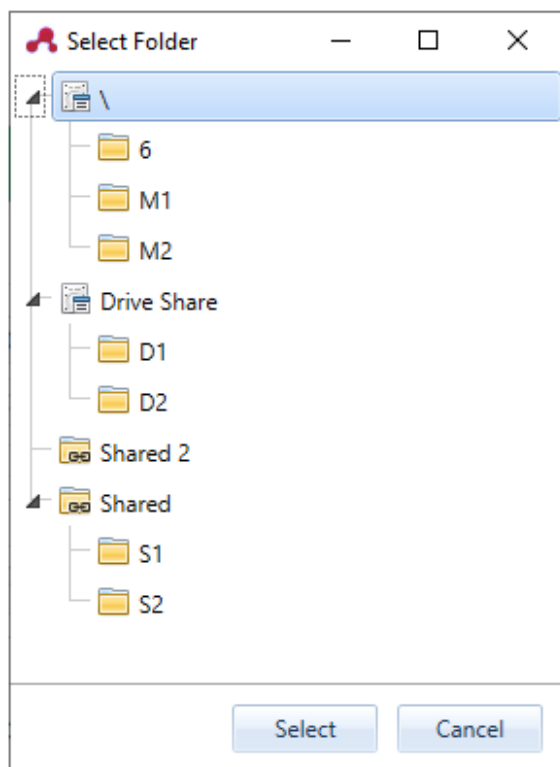 Select Folder
\
6
M1
M2
Drive Share
D1
D2
Shared 2
Shared
S1
S2
Select Cancel